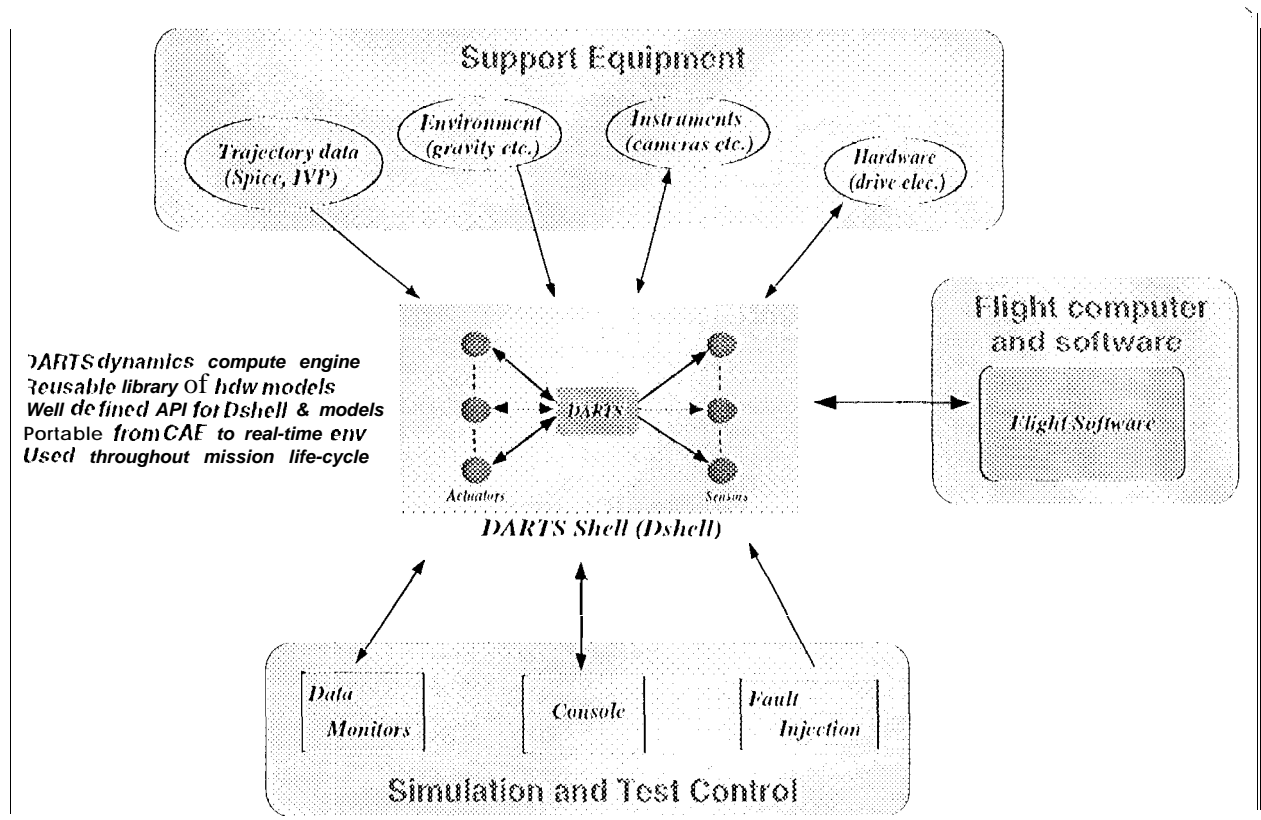 Support Equipment
Trajectory data
(Spice, IVP)
Environment
(gravity etc.)
Instruments
(cameras etc.)
Hardware
(drive elec.)
Flight computer
and software
Flight Software
DARTS dynamics compute engine
Reusable library of hdw models
Well defined API for Dshell & models
Portable from CAE to real-time env
Used throughout mission life-cycle
DARTS
Actuators
Sensors
DARTS Shell (Dshell)
Data
Monitors
Console
Fault
Injection
Simulation and Test Control